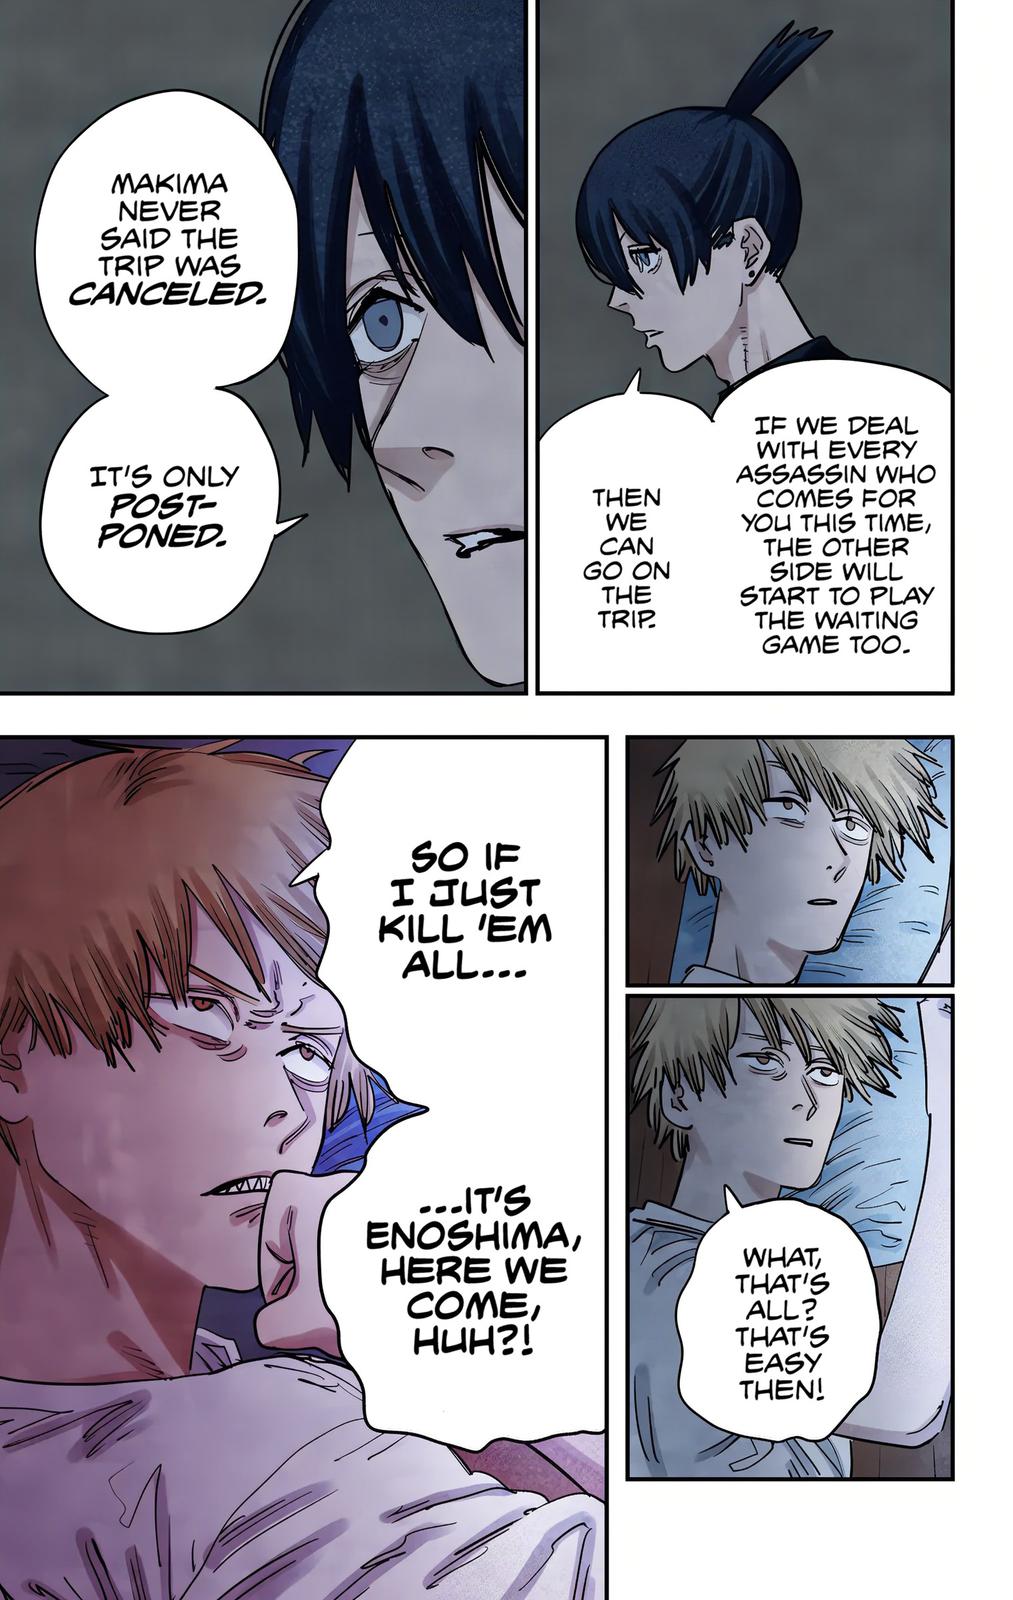 IF WE DEAL
WITH EVERY
ASSASSIN WHO
COMES FOR
YOU THIS TIME,
THE OTHER
SIDE WILL
START TO PLAY
THE WAITING
GAME TOO.
THEN
WE
CAN
GO ON
THE
TRIP.
MAKIMA
NEVER
SAID THE
TRIP WAS
CANCELED.
IT'S ONLY
POST-
PONED.
WHAT,
THAT'S
ALL?
THAT'S
EASY
THEN!
SO IF
I JUST
KILL 'EM
ALL...
...IT'S
ENOSHIMA,
HERE WE
COME,
HUH?!